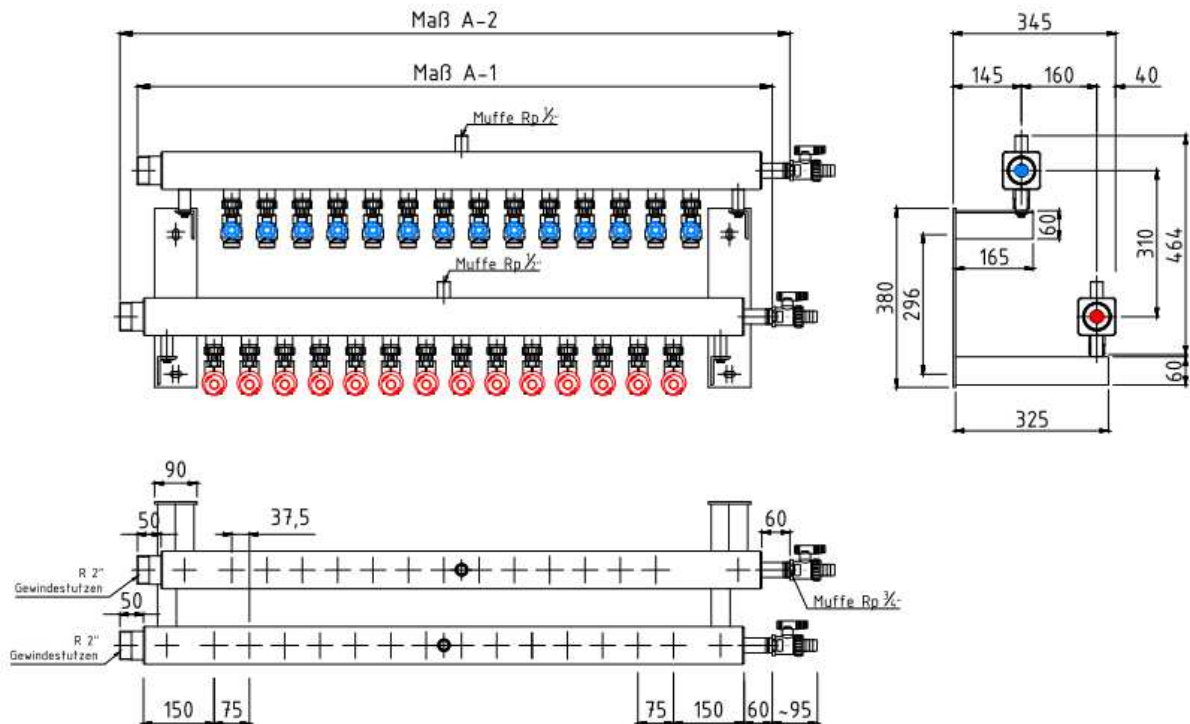 Maß A-2
345
Maß A-1
145
160
40
Muffe Rp 1/2"
Muffe Rp 1/2"
60
165
380
296
310
464
60
325
90
50
37,5
60
R 2"
Gewindestutzen
50
Muffe Rp 3/4"
R 2"
Gewindestutzen
150
75
75
150
60
~95